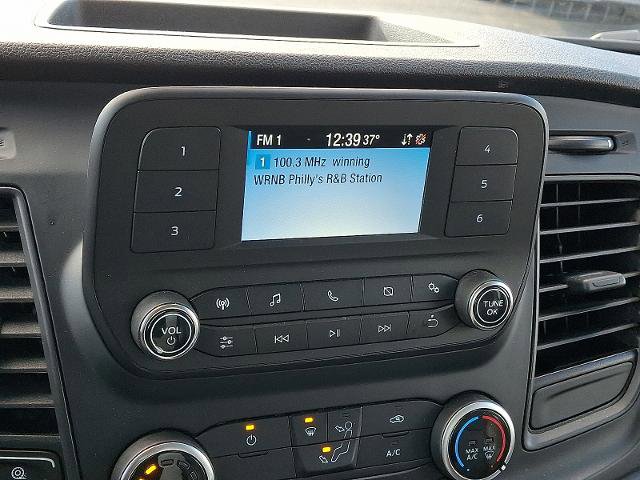 FM 1 - 12:39 37°
1 100.3 MHz winning
WRNB Philly's R&B Station
1
2
3
4
5
6
VOL
TUNE
OK
A/C
MAX
A/C
MAX